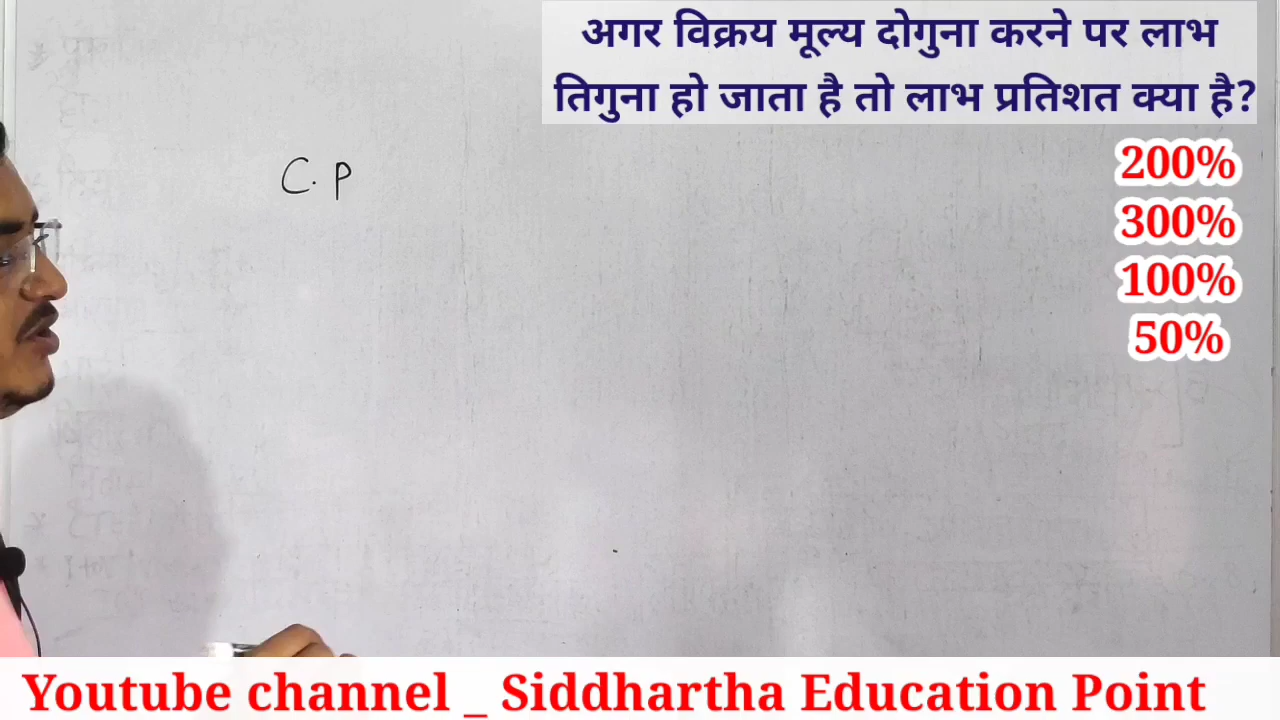 अगर विक्रय मूल्य दोगुना करने पर लाभ
तिगुना हो जाता है तो लाभ प्रतिशत क्या है?
C. P
200%
300%
100%
50%
Youtube channel _ Siddhartha Education Point